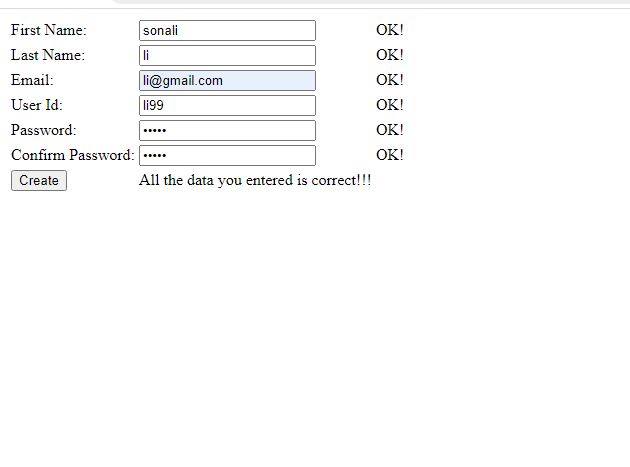 First Name: sonali OK!
Last Name: li OK!
Email: li@gmail.com OK!
User Id: li99 OK!
Password: ••••• OK!
Confirm Password: ••••• OK!
Create All the data you entered is correct!!!